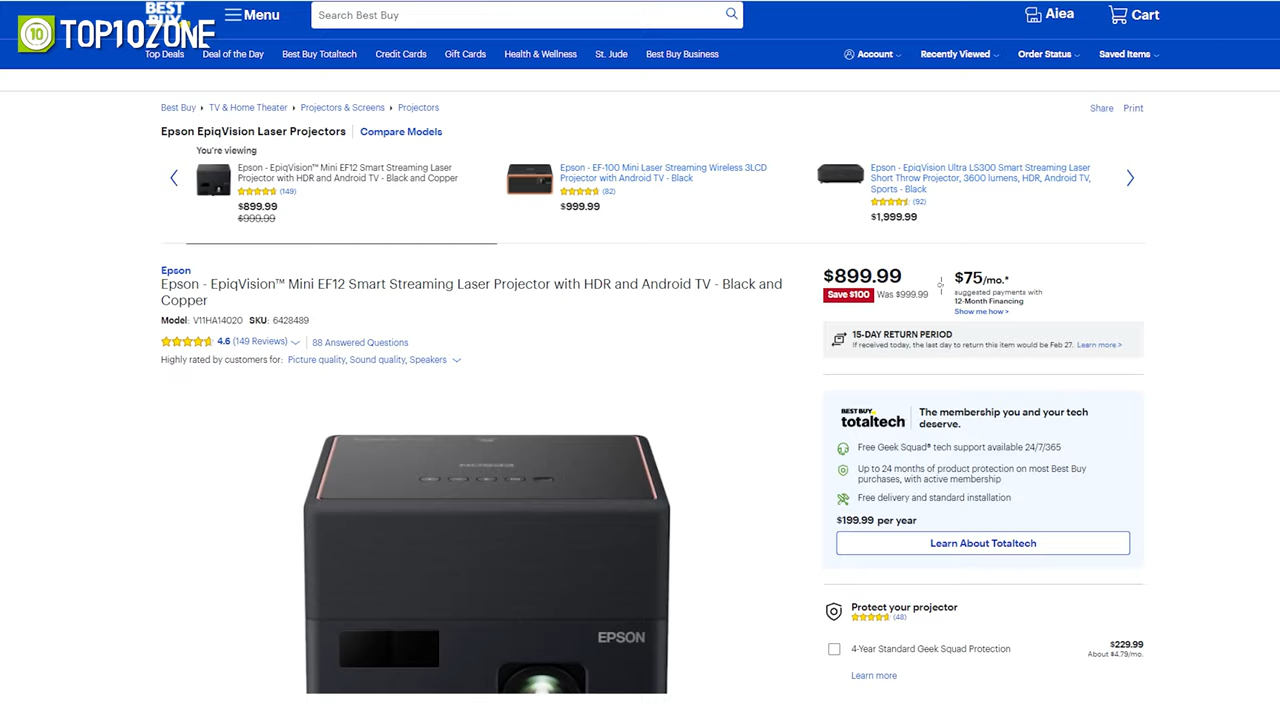 BEST
BUY
10 TOP10ZONE
Menu
Search Best Buy
Aiea
Cart
Top Deals
Deal of the Day
Best Buy Totaltech
Credit Cards
Gift Cards
Health & Wellness
St. Jude
Best Buy Business
Account
Recently Viewed
Order Status
Saved Items
Best Buy
TV & Home Theater
Projectors & Screens
Projectors
Share
Print
Epson EpiqVision Laser Projectors
Compare Models
You're viewing
Epson - EpiqVision™ Mini EF12 Smart Streaming Laser
Projector with HDR and Android TV - Black and Copper
(149)
$899.99
$999.99
Epson - EF-100 Mini Laser Streaming Wireless 3LCD
Projector with Android TV - Black
(82)
$999.99
Epson - EpiqVision Ultra LS300 Smart Streaming Laser
Short Throw Projector, 3600 lumens, HDR, Android TV,
Sports - Black
(92)
$1,999.99
Epson
Epson - EpiqVision™ Mini EF12 Smart Streaming Laser Projector with HDR and Android TV - Black and
Copper
Model: V11HA14020 SKU: 6428489
4.6 (149 Reviews)
88 Answered Questions
Highly rated by customers for: Picture quality, Sound quality, Speakers
$899.99
Save $100 Was $999.99
or
$75/mo.*
suggested payments with
12-Month Financing
Show me how >
15-DAY RETURN PERIOD
If received today, the last day to return this item would be Feb 27. Learn more >
BEST BUY
totaltech
The membership you and your tech
deserve.
Free Geek Squad® tech support available 24/7/365
Up to 24 months of product protection on most Best Buy
purchases, with active membership
Free delivery and standard installation
$199.99 per year
Learn About Totaltech
Protect your projector
(48)
4-Year Standard Geek Squad Protection
$229.99
About $4.79/mo.
Learn more
EPSON
EPSON